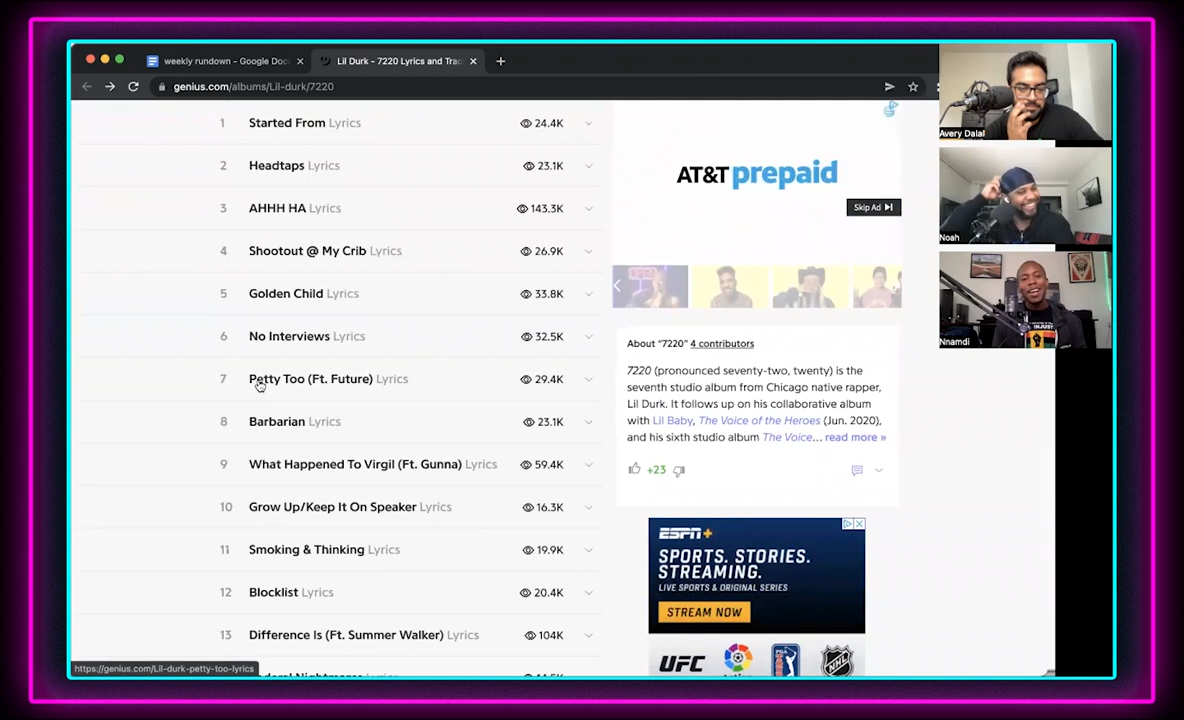 weekly rundown - Google Doc
Lil Durk - 7220 Lyrics and Trac
genius.com/albums/Lil-durk/7220
1 Started From Lyrics 24.4K
2 Headtaps Lyrics 23.1K
3 AHHH HA Lyrics 143.3K
4 Shootout @ My Crib Lyrics 26.9K
5 Golden Child Lyrics 33.8K
6 No Interviews Lyrics 32.5K
7 Petty Too (Ft. Future) Lyrics 29.4K
8 Barbarian Lyrics 23.1K
9 What Happened To Virgil (Ft. Gunna) Lyrics 59.4K
10 Grow Up/Keep It On Speaker Lyrics 16.3K
11 Smoking & Thinking Lyrics 19.9K
12 Blocklist Lyrics 20.4K
13 Difference Is (Ft. Summer Walker) Lyrics 104K
https://genius.com/Lil-durk-petty-too-lyrics
AT&T prepaid
Skip Ad
About “7220” 4 contributors
7220 (pronounced seventy-two, twenty) is the
seventh studio album from Chicago native rapper,
Lil Durk. It follows up on his collaborative album
with Lil Baby, The Voice of the Heroes (Jun. 2020),
and his sixth studio album The Voice... read more »
+23
ESPN+
SPORTS. STORIES.
STREAMING.
LIVE SPORTS & ORIGINAL SERIES
STREAM NOW
UFC
PGA
NHL
Avery Dalal
Noah
Nnamdi
INJUST